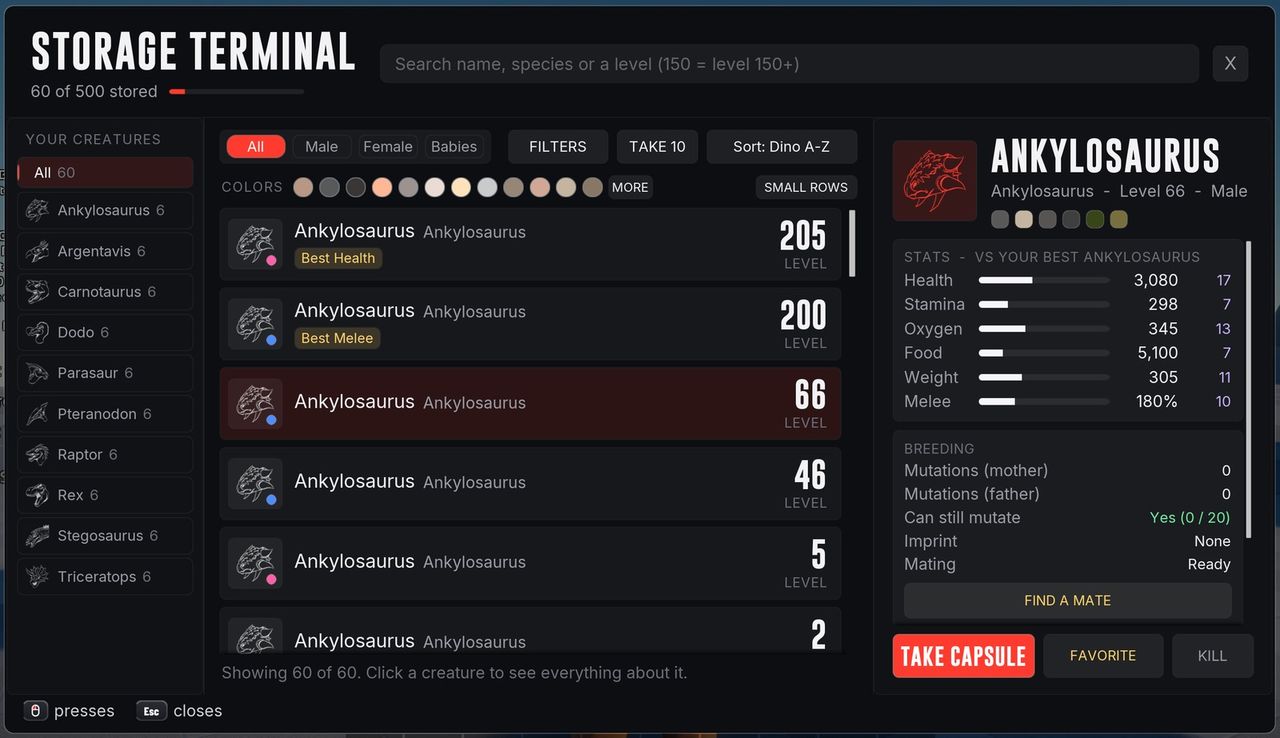 STORAGE TERMINAL
60 of 500 stored
Search name, species or a level (150 = level 150+)
X
YOUR CREATURES
All 60
Ankylosaurus 6
Argentavis 6
Carnotaurus 6
Dodo 6
Parasaur 6
Pteranodon 6
Raptor 6
Rex 6
Stegosaurus 6
Triceratops 6
All Male Female Babies FILTERS TAKE 10 Sort: Dino A-Z
COLORS MORE SMALL ROWS
Ankylosaurus Ankylosaurus
Best Health
205
LEVEL
Ankylosaurus Ankylosaurus
Best Melee
200
LEVEL
Ankylosaurus Ankylosaurus
66
LEVEL
Ankylosaurus Ankylosaurus
46
LEVEL
Ankylosaurus Ankylosaurus
5
LEVEL
Ankylosaurus Ankylosaurus
2
Showing 60 of 60. Click a creature to see everything about it.
ANKYLOSAURUS
Ankylosaurus - Level 66 - Male
STATS - VS YOUR BEST ANKYLOSAURUS
Health 3,080 17
Stamina 298 7
Oxygen 345 13
Food 5,100 7
Weight 305 11
Melee 180% 10
BREEDING
Mutations (mother) 0
Mutations (father) 0
Can still mutate Yes (0 / 20)
Imprint None
Mating Ready
FIND A MATE
TAKE CAPSULE FAVORITE KILL
presses Esc closes